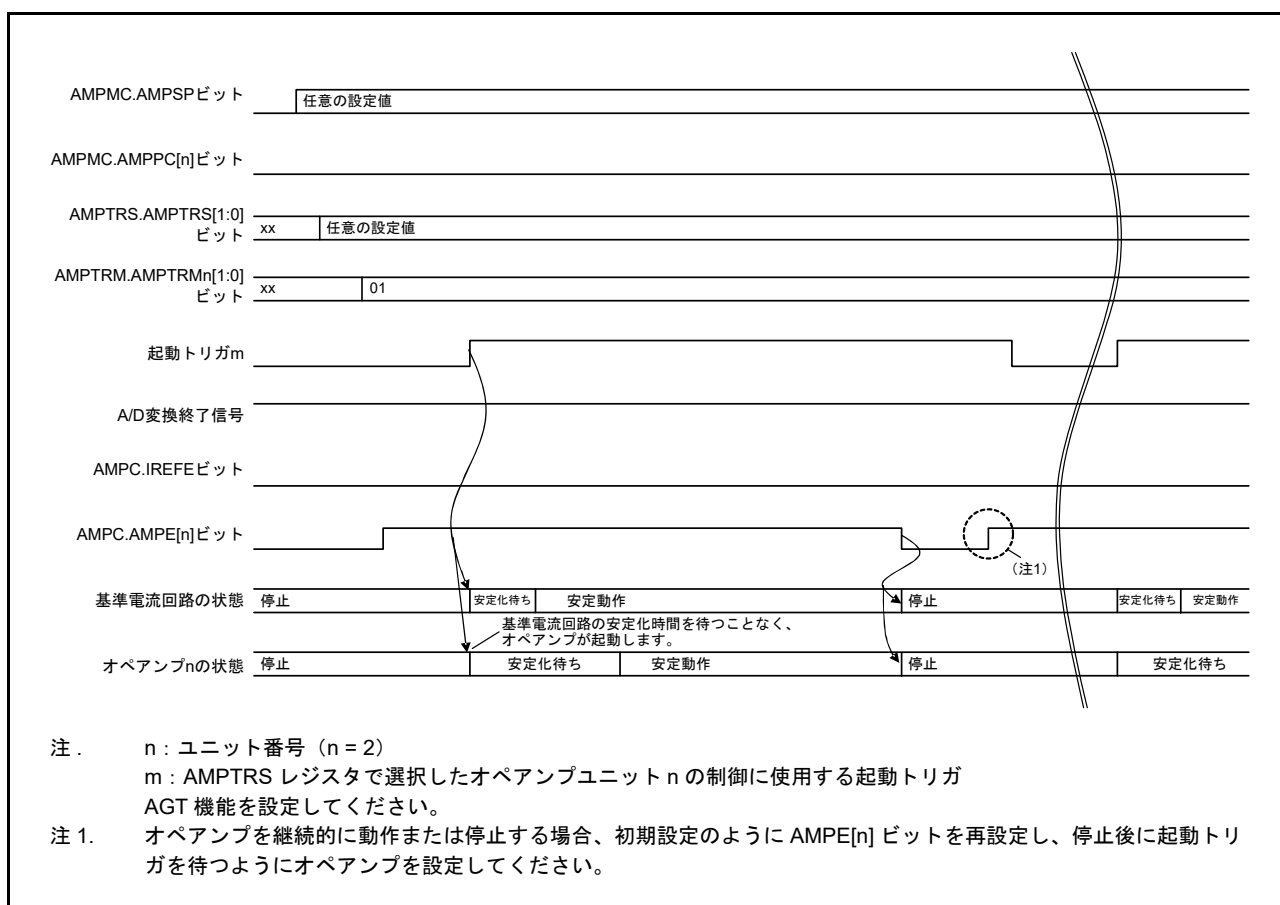 AMPMC.AMPSPビット
任意の設定値
AMPMC.AMPPC[n]ビット
AMPTRS.AMPTRS[1:0]
ビット
xx
任意の設定値
AMPTRM.AMPTRMn[1:0]
ビット
xx
01
起動トリガm
A/D変換終了信号
AMPC.IREFEビット
AMPC.AMPE[n]ビット
（注1）
基準電流回路の状態
停止
安定化待ち
安定動作
停止
安定化待ち
安定動作
基準電流回路の安定化時間を待つことなく、
オペアンプが起動します。
オペアンプnの状態
停止
安定化待ち
安定動作
停止
安定化待ち
注 . n : ユニット番号（n = 2）
m : AMPTRS レジスタで選択したオペアンプユニット n の制御に使用する起動トリガ
AGT 機能を設定してください。
注 1. オペアンプを継続的に動作または停止する場合、初期設定のように AMPE[n] ビットを再設定し、停止後に起動トリ
ガを待つようにオペアンプを設定してください。